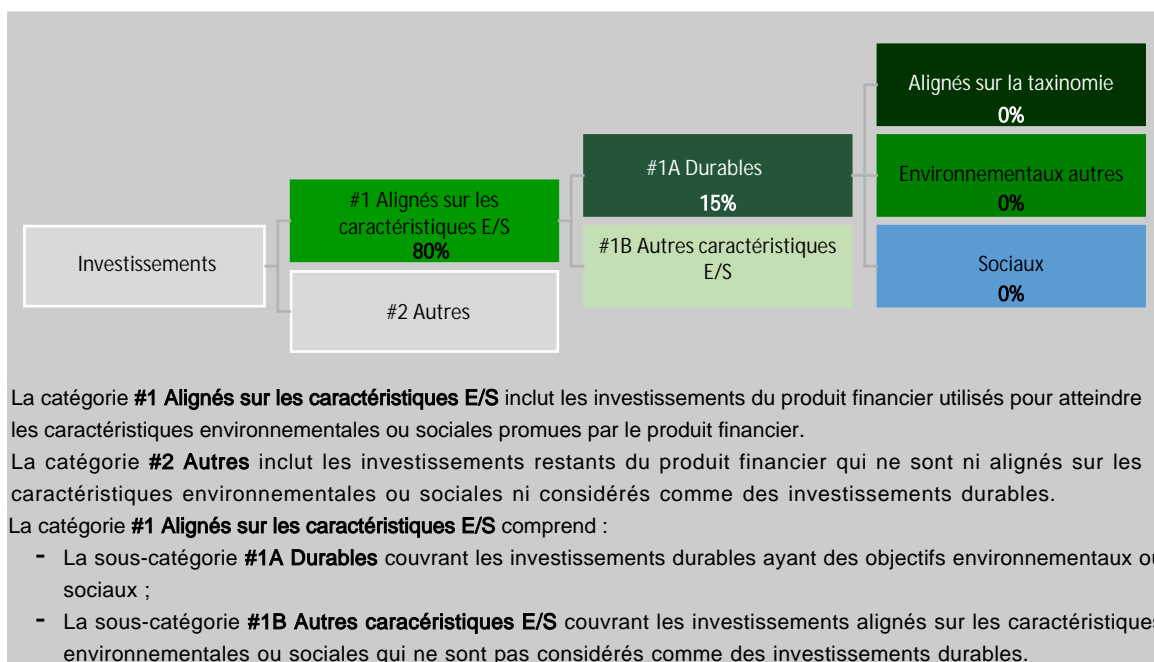 Alignés sur la taxinomie
0%
#1A Durables
15%
Environnementaux autres
0%
#1 Alignés sur les
caractéristiques E/S
80%
Investissements
#1B Autres caractéristiques
E/S
Sociaux
0%
#2 Autres
La catégorie #1 Alignés sur les caractéristiques E/S inclut les investissements du produit financier utilisés pour atteindre
les caractéristiques environnementales ou sociales promues par le produit financier.
La catégorie #2 Autres inclut les investissements restants du produit financier qui ne sont ni alignés sur les
caractéristiques environnementales ou sociales ni considérés comme des investissements durables.
La catégorie #1 Alignés sur les caractéristiques E/S comprend :
- La sous-catégorie #1A Durables couvrant les investissements durables ayant des objectifs environnementaux ou
sociaux ;
- La sous-catégorie #1B Autres caracéristiques E/S couvrant les investissements alignés sur les caractéristiques
environnementales ou sociales qui ne sont pas considérés comme des investissements durables.